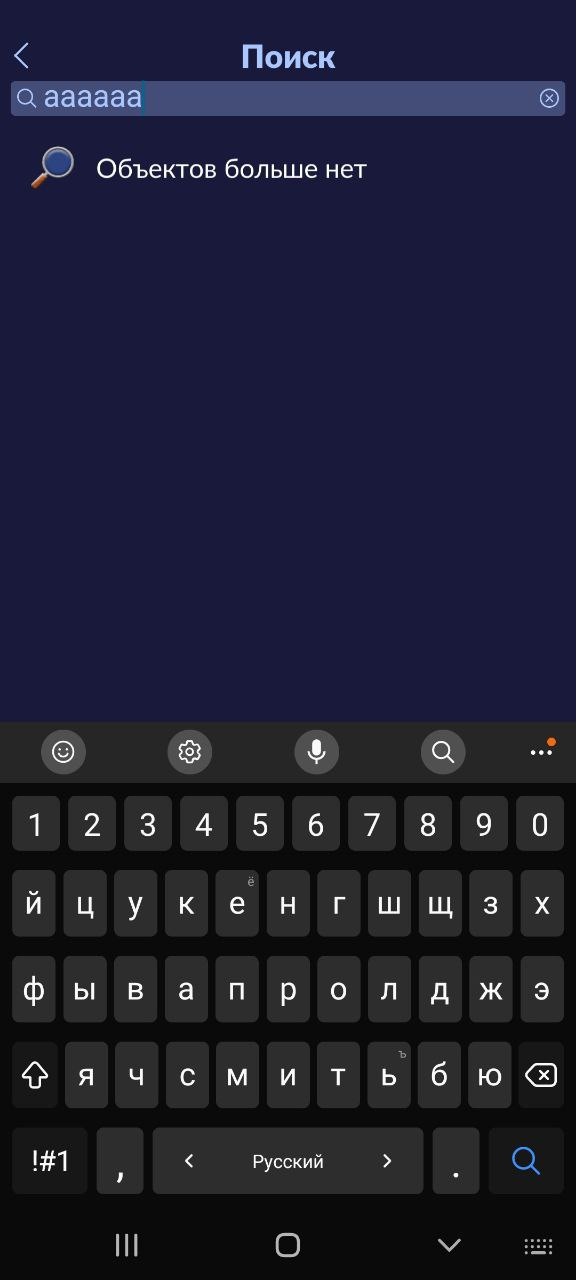 Поиск
аааааа
Объектов больше нет
1 2 3 4 5 6 7 8 9 0
й ц у к е ё н г ш щ з х
ф ы в а п р о л д ж э
я ч с м и т ь ъ б ю
!#1 , < Русский > .